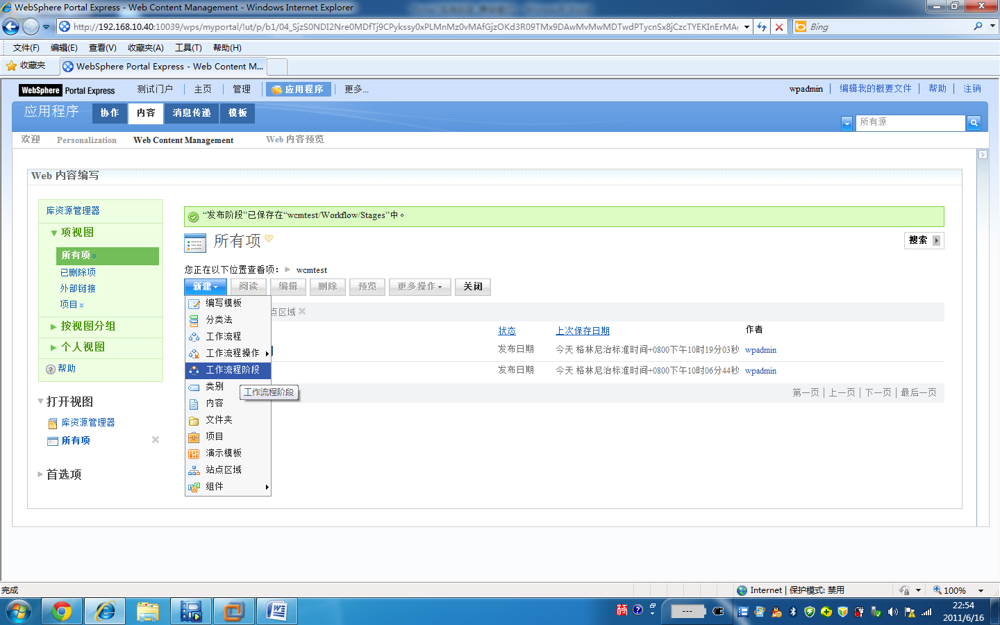 WebSphere Portal Express - Web Content Management - Windows Internet Explorer
http://192.168.10.40:10039/wps/myportal/!ut/p/b1/04_SjzS0NDI2Nre0MDfTj9CPykssy0xPLMnMz0vMAfGjzOKd3R09TMx9DAwMvMwMDTwdPTycnSx8jCzcTYEKInErMA
Bing
文件(F) 编辑(E) 查看(V) 收藏夹(A) 工具(T) 帮助(H)
收藏夹 WebSphere Portal Express - Web Content M...
WebSphere Portal Express 测试门户 主页 管理 应用程序 更多... wpadmin 编辑我的概要文件 帮助 注销
应用程序 协作 内容 消息传递 模板
所有源
欢迎 Personalization Web Content Management Web 内容预览
Web 内容编写
库资源管理器
项视图
所有项
已删除项
外部链接
项目
按视图分组
个人视图
帮助
打开视图
库资源管理器
所有项
首选项
“发布阶段”已保存在“wcmtest/Workflow/Stages”中。
所有项
搜索
您正在以下位置查看项： wcmtest
新建 阅读 编辑 删除 预览 更多操作 关闭
点区域
编写模板
分类法
工作流程
工作流程操作
工作流程阶段
类别
工作流程阶段
内容
文件夹
项目
演示模板
站点区域
组件
状态 上次保存日期 作者
发布日期 今天 格林尼治标准时间+0800下午10时19分03秒 wpadmin
发布日期 今天 格林尼治标准时间+0800下午10时06分44秒 wpadmin
第一页 | 上一页 | 下一页 | 最后一页
完成 Internet | 保护模式: 禁用 100%
22:54
2011/6/16